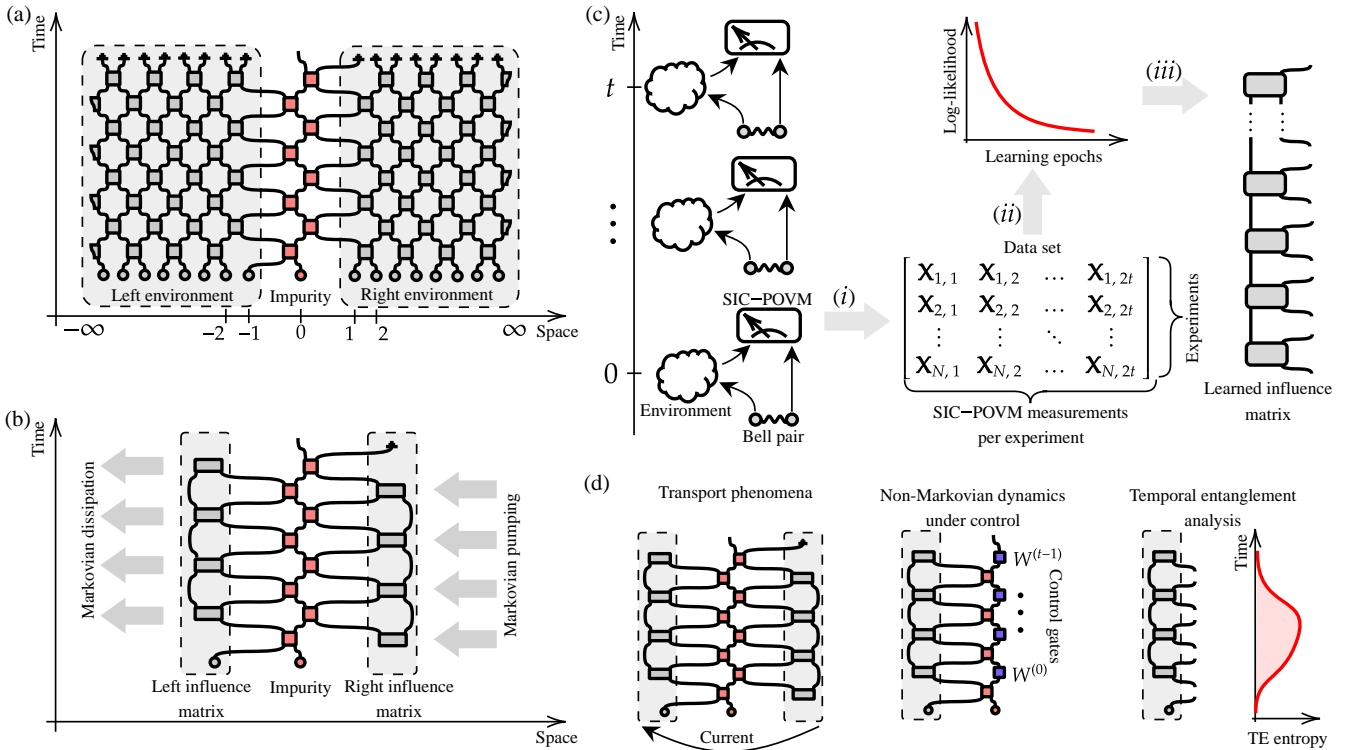 (a)
Time
Left environment
Impurity
Right environment
−∞
−2
−1
0
1
2
∞
Space
(b)
Time
Markovian dissipation
Markovian pumping
Left influence
matrix
Impurity
Right influence
matrix
Space
(c)
Time
t
0
SIC−POVM
Environment
Bell pair
(i)
Log-likelihood
Learning epochs
(ii)
(iii)
Data set
X1, 1 X1, 2 ... X1, 2t
X2, 1 X2, 2 ... X2, 2t
⋮ ⋮ ⋱ ⋮
XN, 1 XN, 2 ... XN, 2t
Experiments
SIC−POVM measurements
per experiment
Learned influence
matrix
(d)
Transport phenomena
Current
Non-Markovian dynamics
under control
W(t−1)
Control gates
W(0)
Temporal entanglement
analysis
Time
TE entropy